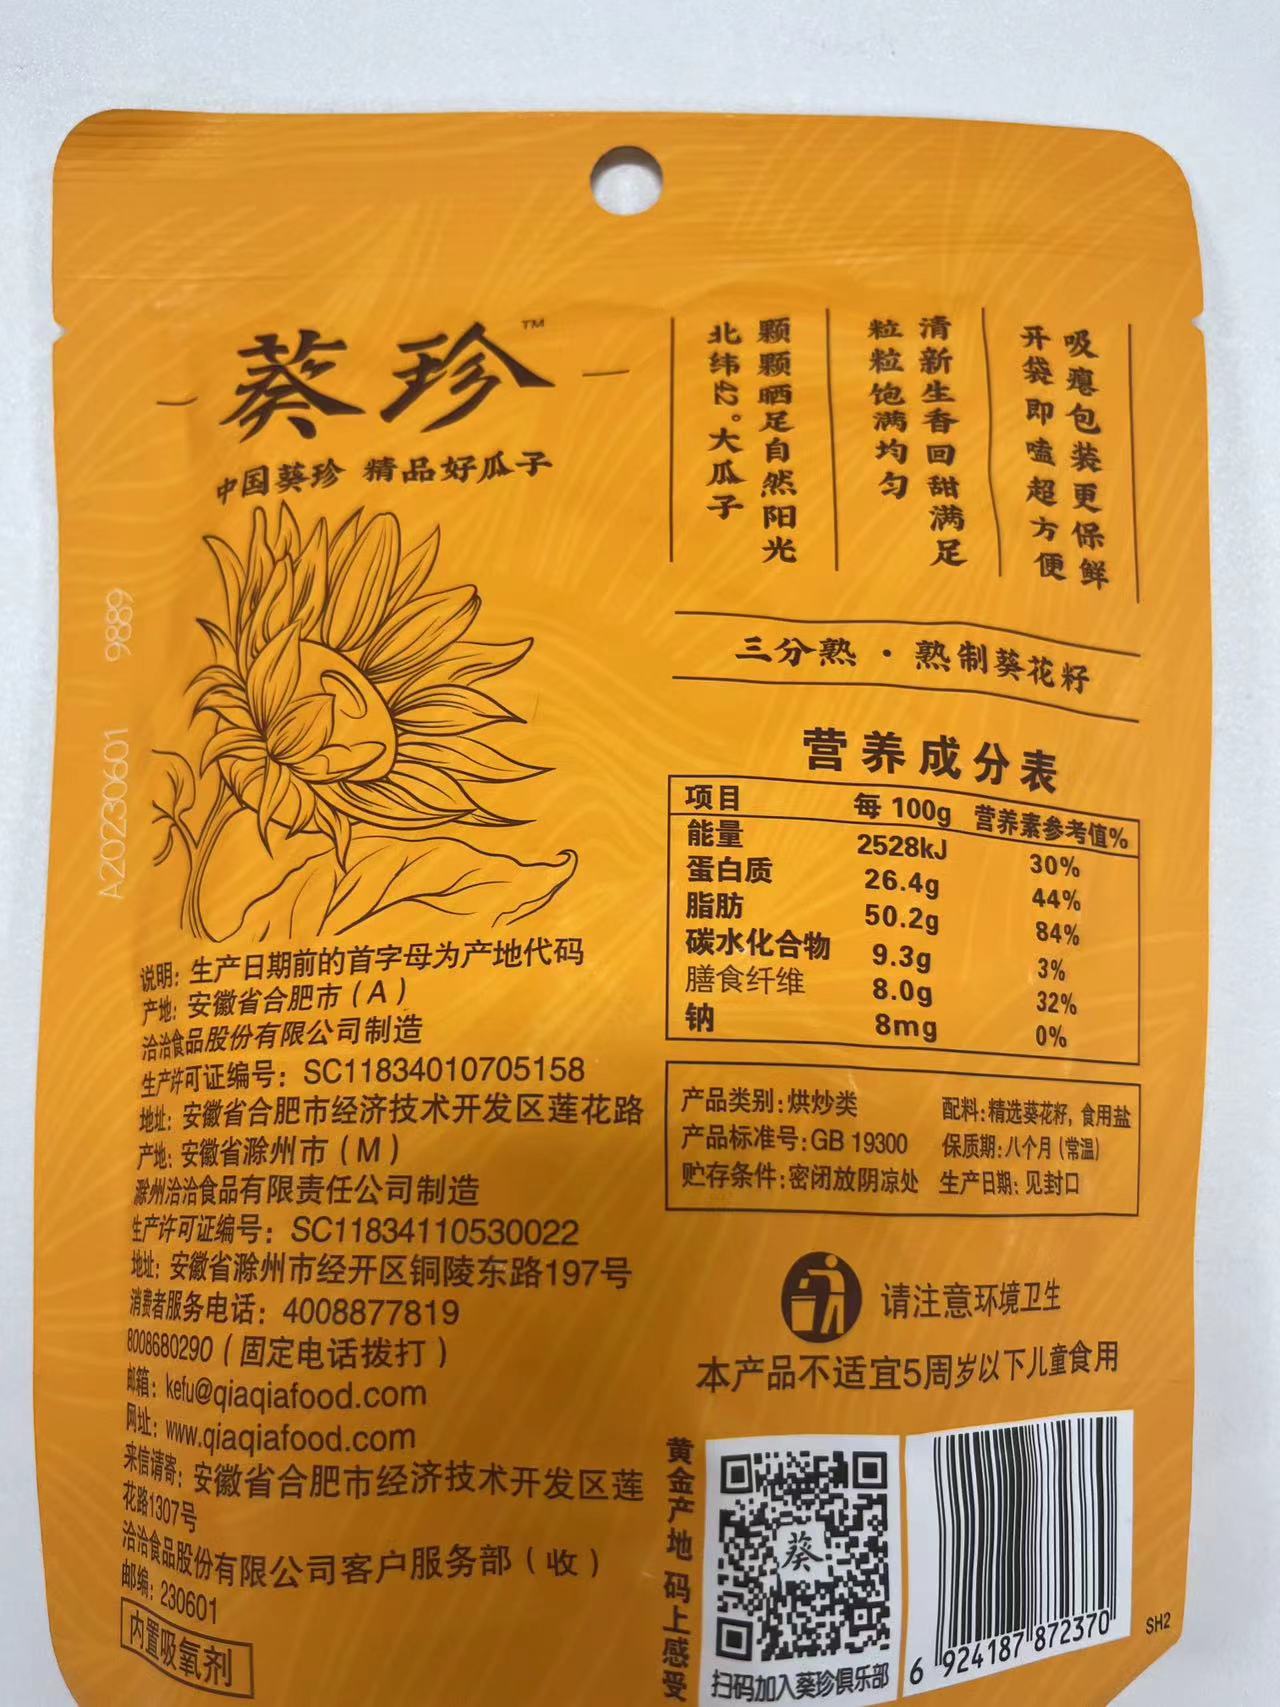 葵珍™
中国葵珍 精品好瓜子
颗颗晒足自然阳光
北纬42°大瓜子
清新生香回甜满足
粒粒饱满均匀
吸瘪包装更保鲜
开袋即嗑超方便
三分熟·熟制葵花籽
营养成分表
项目 每 100g 营养素参考值%
能量 2528kJ 30%
蛋白质 26.4g 44%
脂肪 50.2g 84%
碳水化合物 9.3g 3%
膳食纤维 8.0g 32%
钠 8mg 0%
产品类别:烘炒类 配料:精选葵花籽,食用盐
产品标准号:GB 19300 保质期:八个月(常温)
贮存条件:密闭放阴凉处 生产日期:见封口
请注意环境卫生
本产品不适宜5周岁以下儿童食用
A20230601 9889
说明:生产日期前的首字母为产地代码
产地:安徽省合肥市(A)
洽洽食品股份有限公司制造
生产许可证编号:SC11834010705158
地址:安徽省合肥市经济技术开发区莲花路
产地:安徽省滁州市(M)
滁州洽洽食品有限责任公司制造
生产许可证编号:SC11834110530022
地址:安徽省滁州市经开区铜陵东路197号
消费者服务电话:4008877819
8008680290(固定电话拨打)
邮箱:kefu@qiaqiafood.com
网址:www.qiaqiafood.com
来信请寄:安徽省合肥市经济技术开发区莲
花路1307号
洽洽食品股份有限公司客户服务部(收)
邮编:230601
内置吸氧剂
黄金产地 码上感受
葵
扫码加入葵珍俱乐部
6 924187 872370
SH2